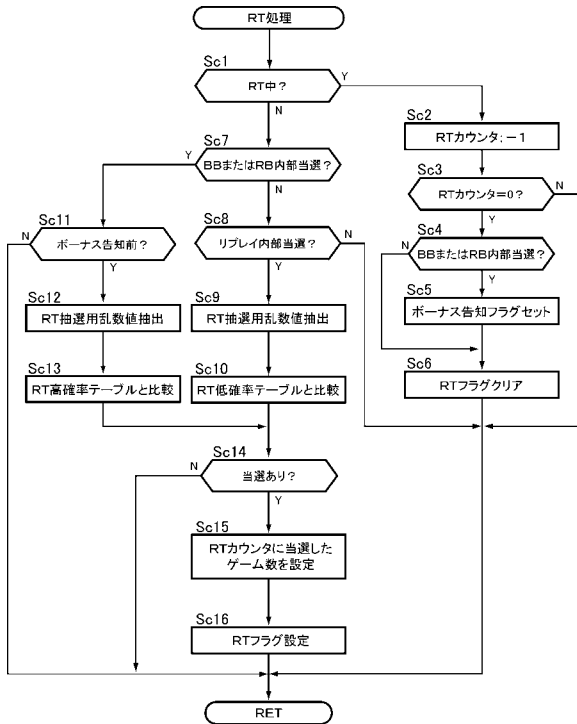 RT処理
Sc1
RT中?
Y
N
Sc2
RTカウンタ:-1
Sc3
RTカウンタ=0?
N
Y
Sc4
BBまたはRB内部当選?
N
Y
Sc5
ボーナス告知フラグセット
Sc6
RTフラグクリア
Sc7
BBまたはRB内部当選?
Y
N
Sc8
リプレイ内部当選?
N
Y
Sc9
RT抽選用乱数値抽出
Sc10
RT低確率テーブルと比較
Sc11
ボーナス告知前?
N
Y
Sc12
RT抽選用乱数値抽出
Sc13
RT高確率テーブルと比較
Sc14
当選あり?
N
Y
Sc15
RTカウンタに当選した
ゲーム数を設定
Sc16
RTフラグ設定
RET